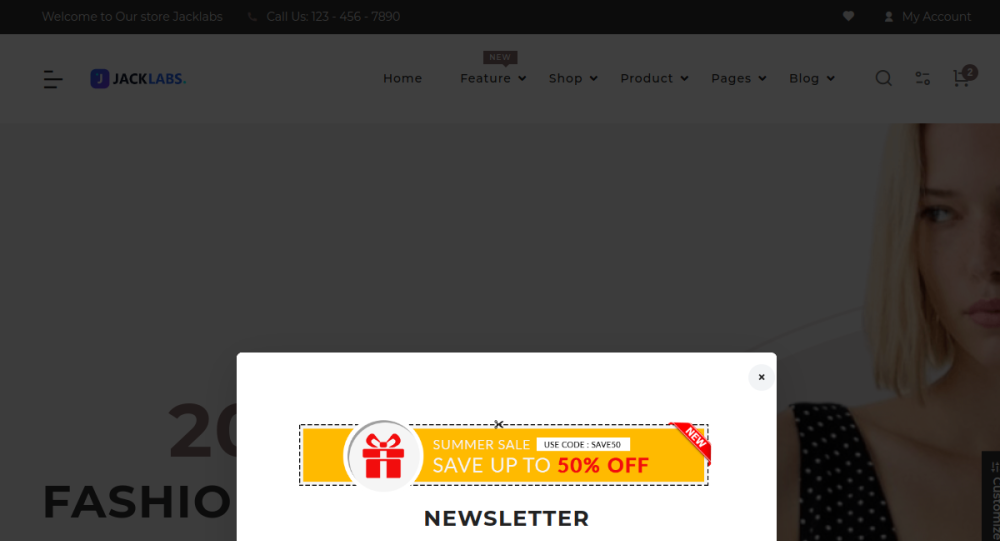 Welcome to Our store Jacklabs
Call Us: 123 - 456 - 7890
My Account
J JACKLABS.
NEW
Home Feature Shop Product Pages Blog
2
20
FASHIO
×
SUMMER SALE USE CODE : SAVE50
SAVE UP TO 50% OFF
NEW
NEWSLETTER
Customize